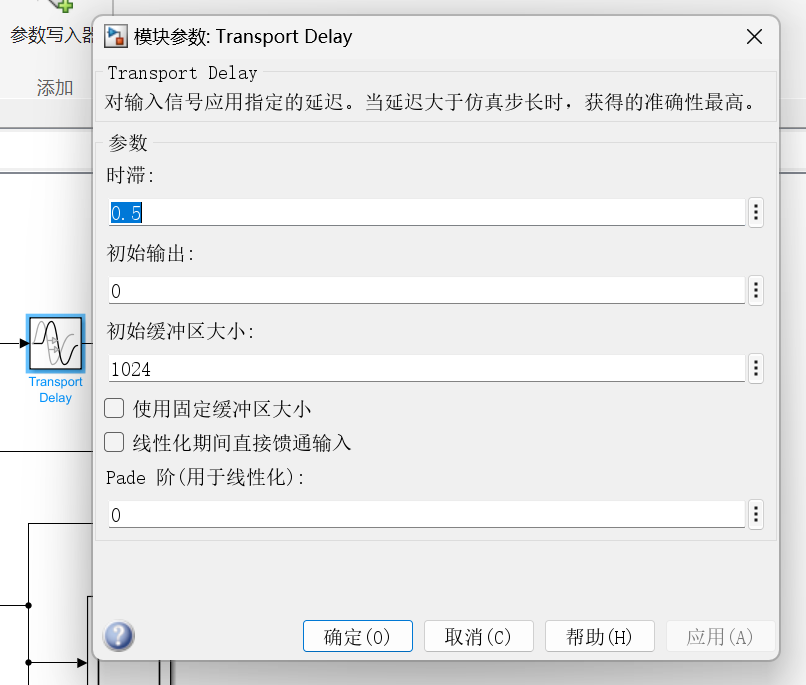 参数写入器
添加
模块参数: Transport Delay
Transport Delay
对输入信号应用指定的延迟。当延迟大于仿真步长时，获得的准确性最高。
参数
时滞:
0.5
初始输出:
0
初始缓冲区大小:
1024
使用固定缓冲区大小
线性化期间直接馈通输入
Pade 阶(用于线性化):
0
Transport
Delay
确定(O)
取消(C)
帮助(H)
应用(A)